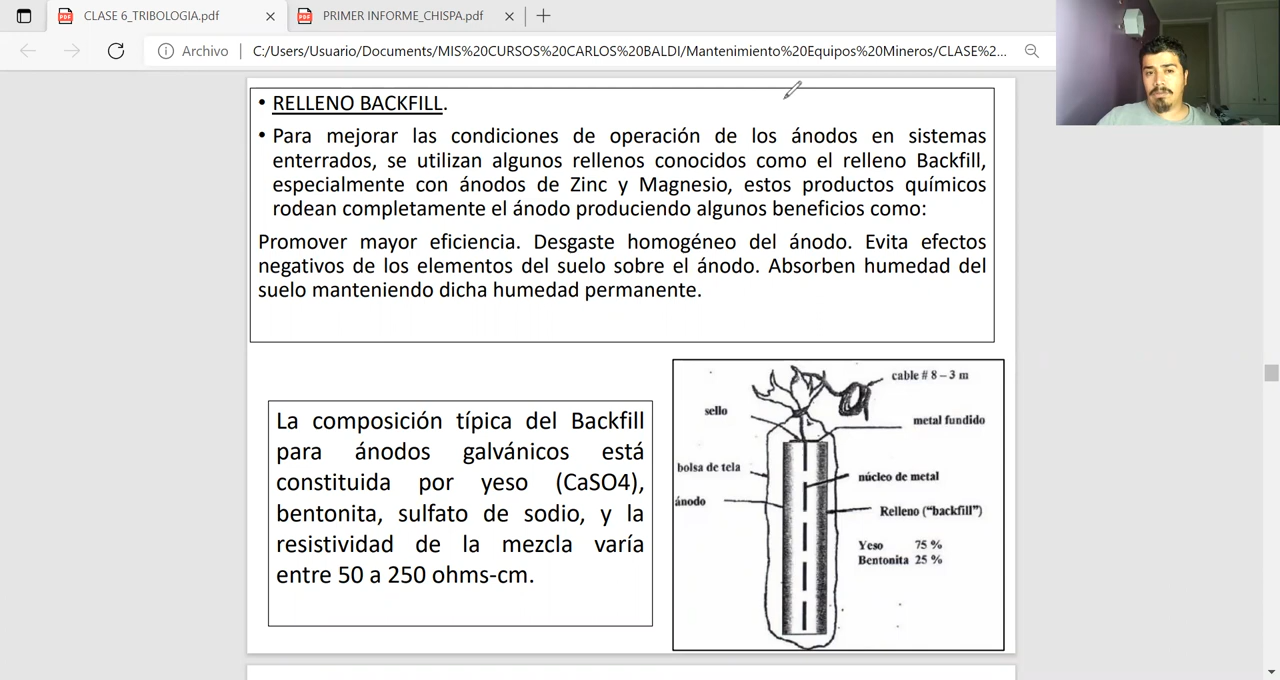 CLASE 6_TRIBOLOGIA.pdf
PRIMER INFORME_CHISPA.pdf
Archivo
C:/Users/Usuario/Documents/MIS%20CURSOS%20CARLOS%20BALDI/Mantenimiento%20Equipos%20Mineros/CLASE%2...
• RELLENO BACKFILL.
• Para mejorar las condiciones de operación de los ánodos en sistemas
enterrados, se utilizan algunos rellenos conocidos como el relleno Backfill,
especialmente con ánodos de Zinc y Magnesio, estos productos químicos
rodean completamente el ánodo produciendo algunos beneficios como:
Promover mayor eficiencia. Desgaste homogéneo del ánodo. Evita efectos
negativos de los elementos del suelo sobre el ánodo. Absorben humedad del
suelo manteniendo dicha humedad permanente.
La composición típica del Backfill
para ánodos galvánicos está
constituida por yeso (CaSO4),
bentonita, sulfato de sodio, y la
resistividad de la mezcla varía
entre 50 a 250 ohms-cm.
cable # 8 – 3 m
sello
metal fundido
bolsa de tela
núcleo de metal
ánodo
Relleno ("backfill")
Yeso 75 %
Bentonita 25 %